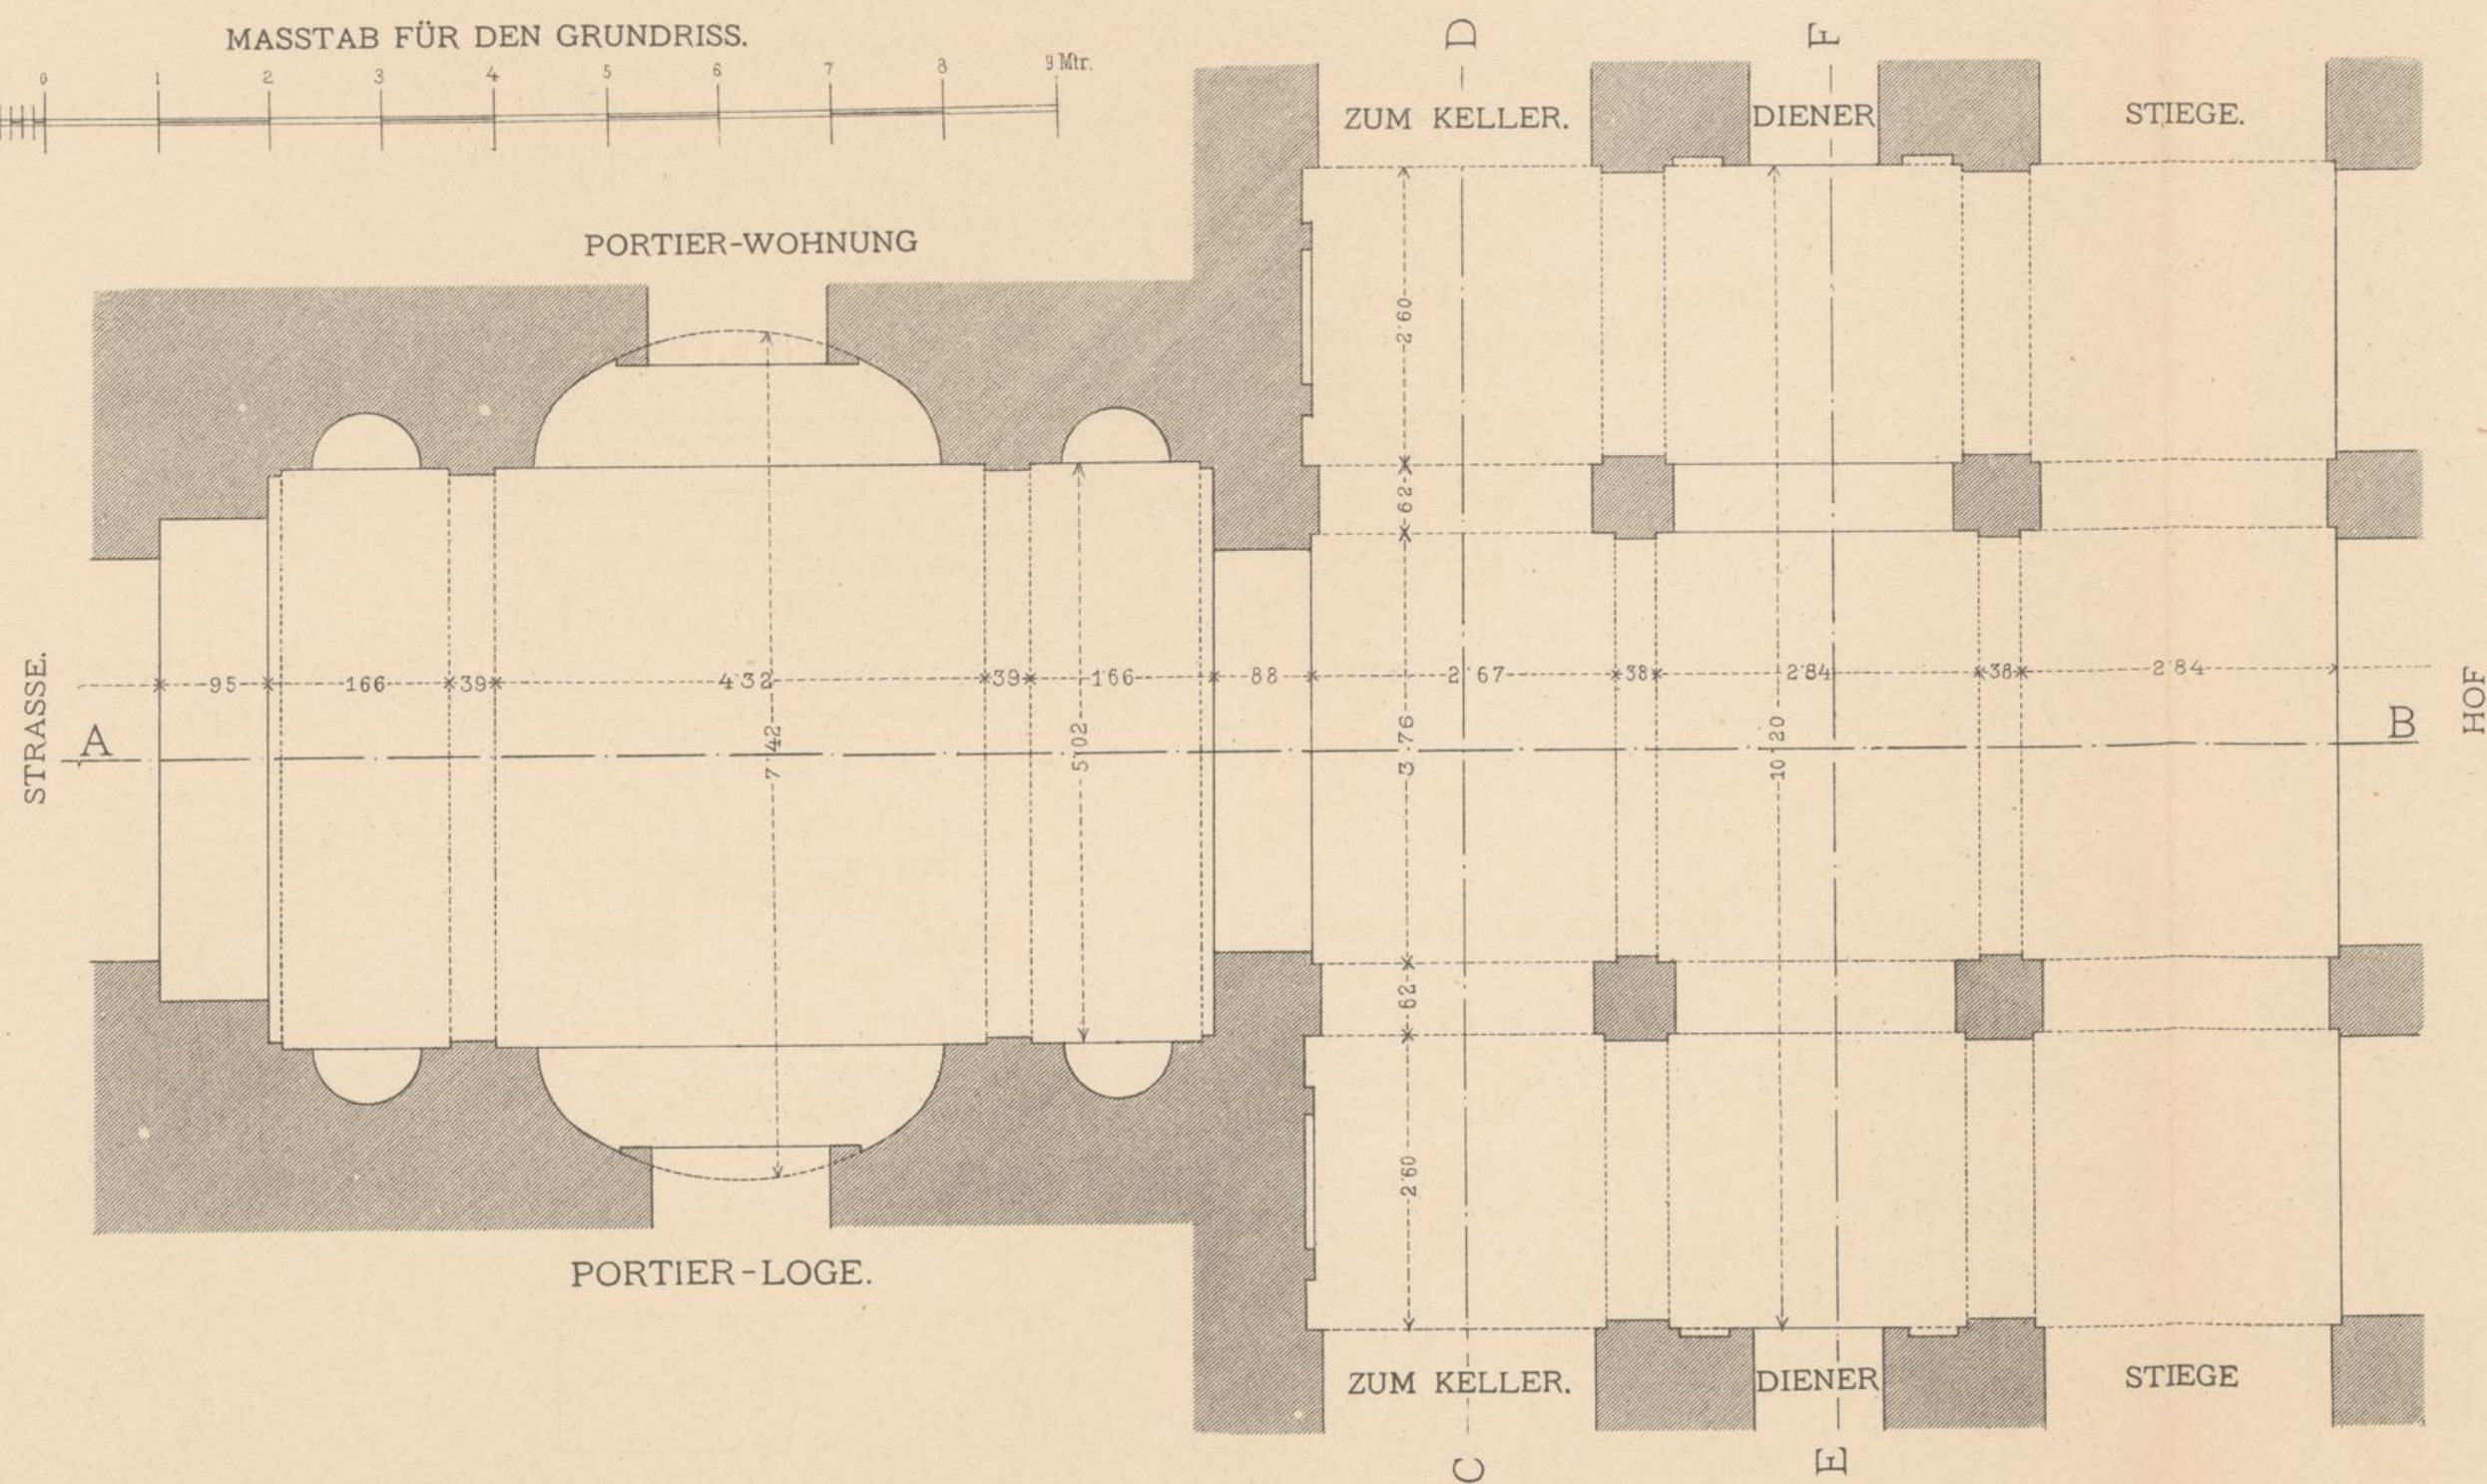 MASSTAB FÜR DEN GRUNDRISS.
0 1 2 3 4 5 6 7 8 9 Mtr.
D F
ZUM KELLER. DIENER STIEGE.
PORTIER-WOHNUNG
2.60
62
STRASSE.
95 166 39 4.32 39 166 88 2.67 38 2.84 38 2.84
A 7.42 5.02 3.76 10.20 B
HOF
62
2.60
PORTIER-LOGE.
ZUM KELLER. DIENER STIEGE
C E